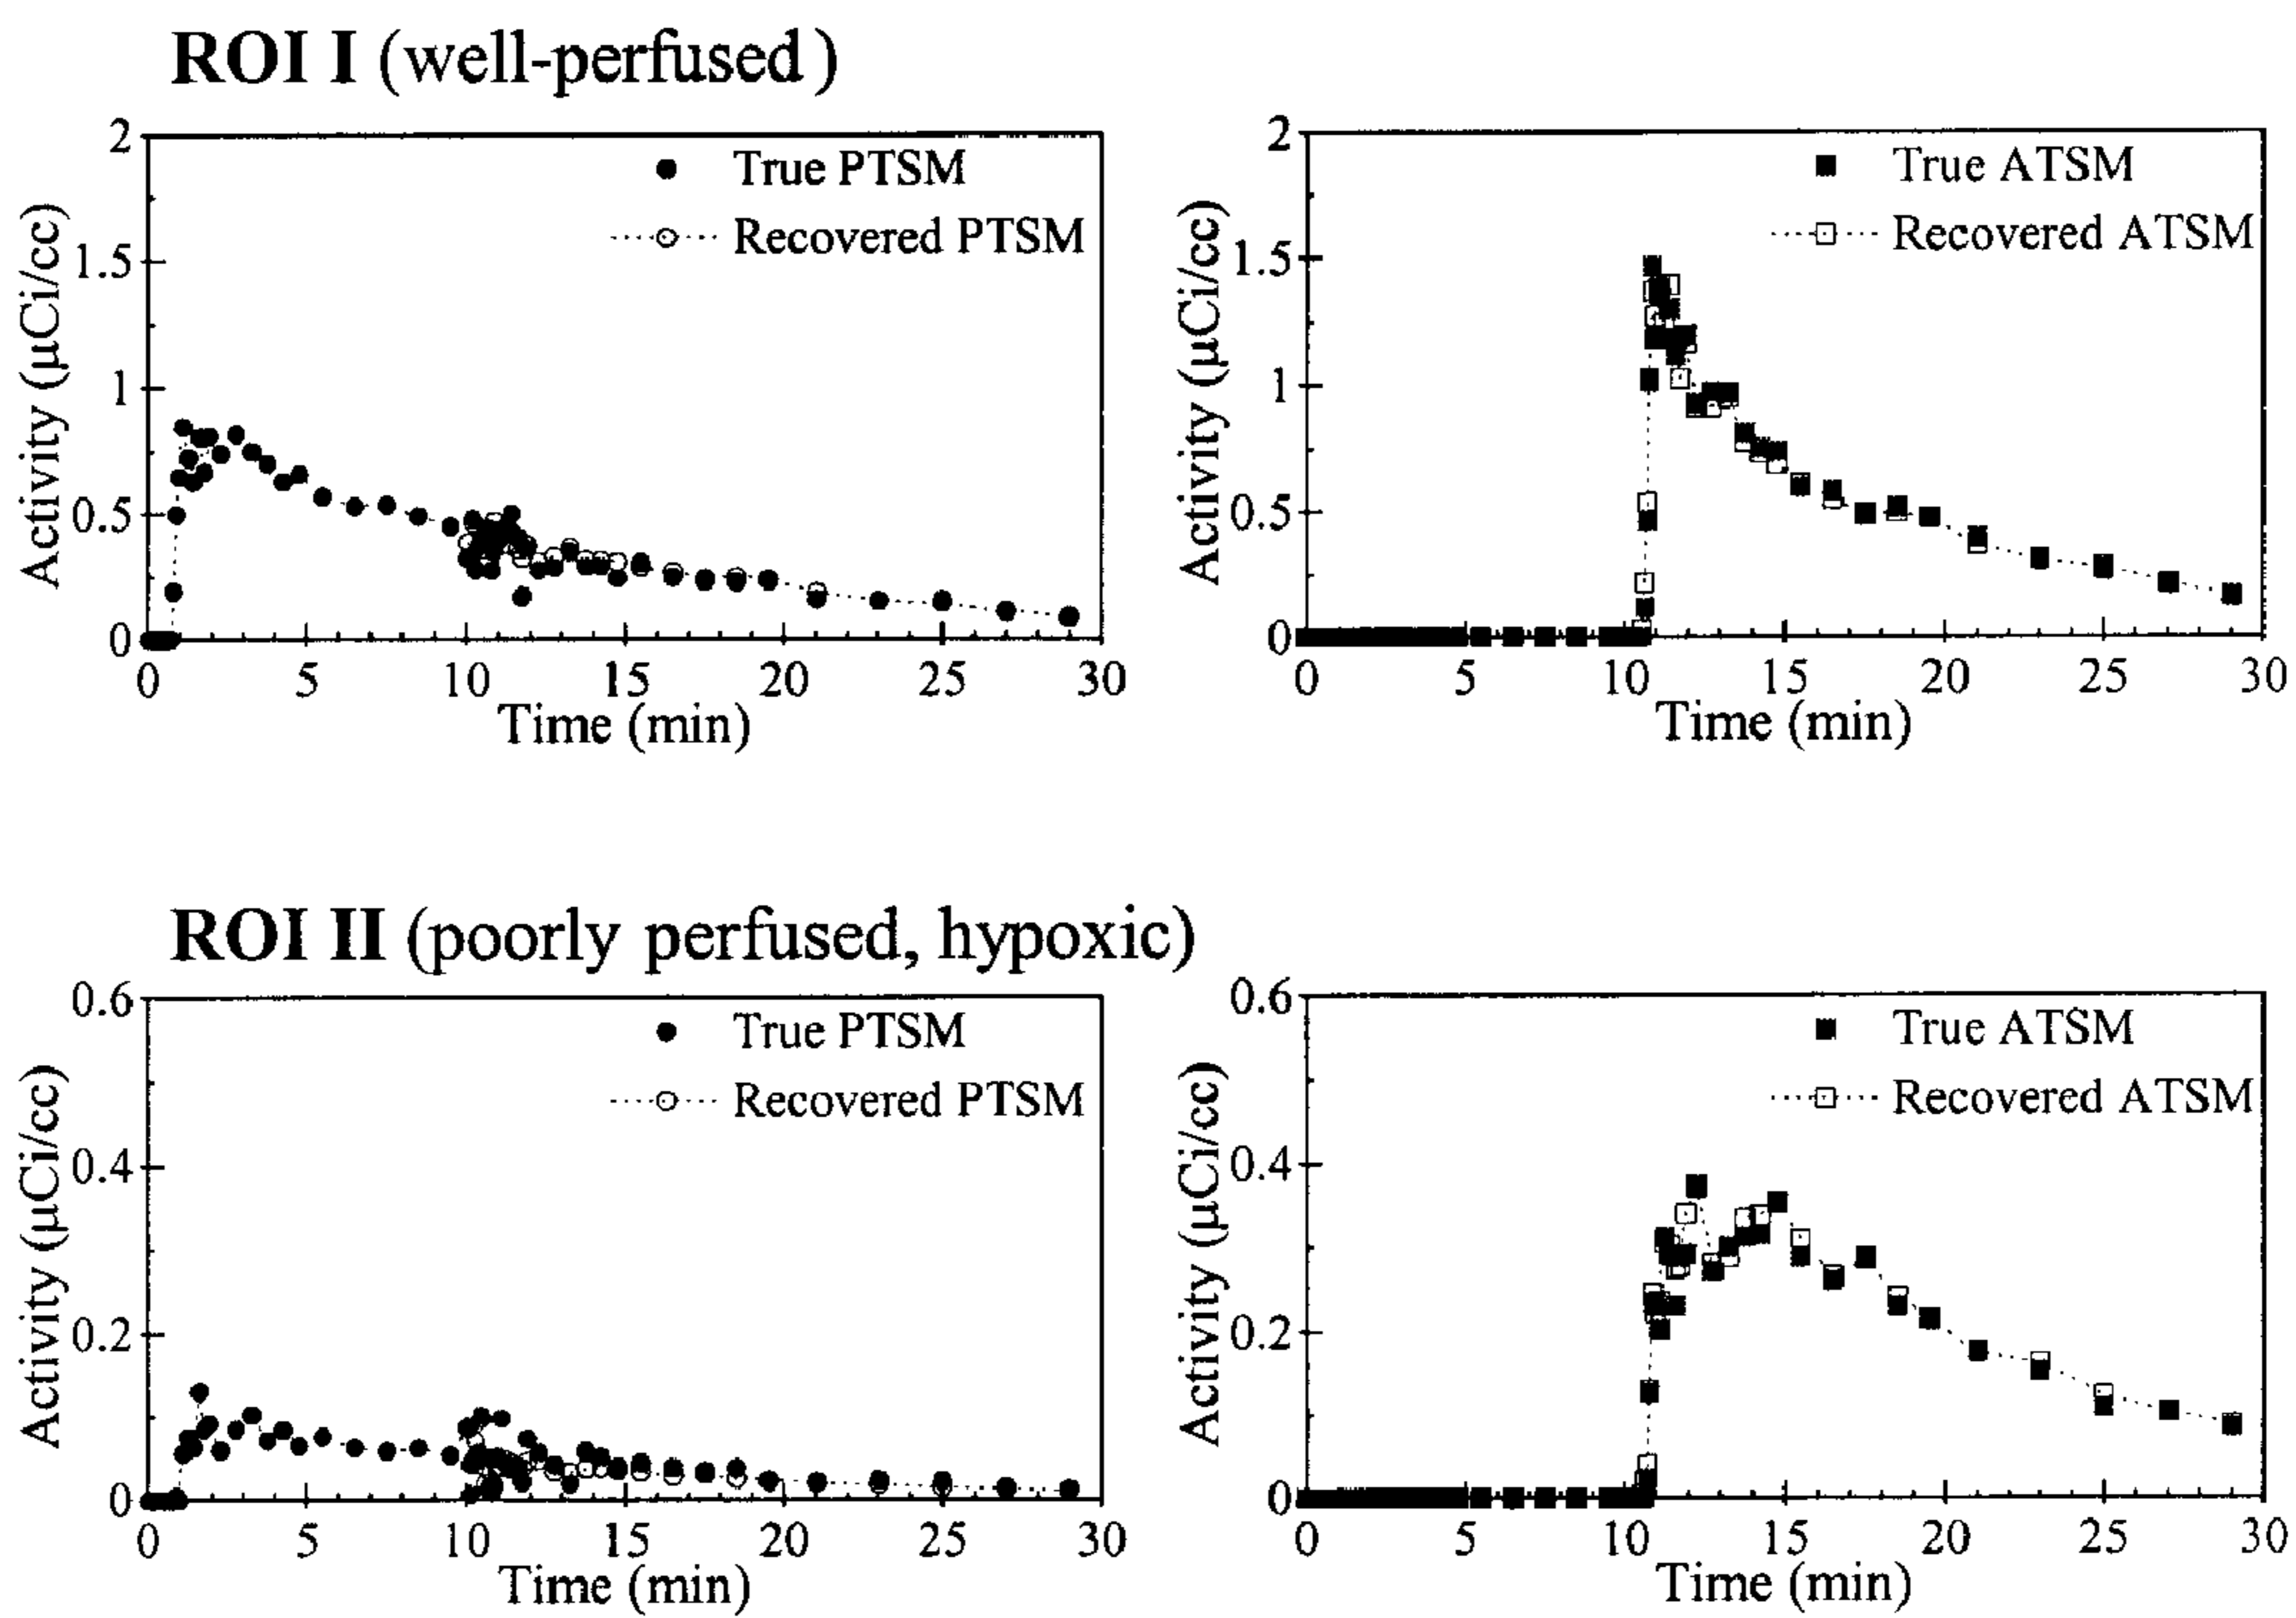 ROI I (well-perfused)
2
1.5
1
0.5
0
Activity (µCi/cc)
True PTSM
Recovered PTSM
0 5 10 15 20 25 30
Time (min)
2
1.5
1
0.5
0
Activity (µCi/cc)
True ATSM
Recovered ATSM
0 5 10 15 20 25 30
Time (min)
ROI II (poorly perfused, hypoxic)
0.6
0.4
0.2
0
Activity (µCi/cc)
True PTSM
Recovered PTSM
0 5 10 15 20 25 30
Time (min)
0.6
0.4
0.2
0
Activity (µCi/cc)
True ATSM
Recovered ATSM
0 5 10 15 20 25 30
Time (min)